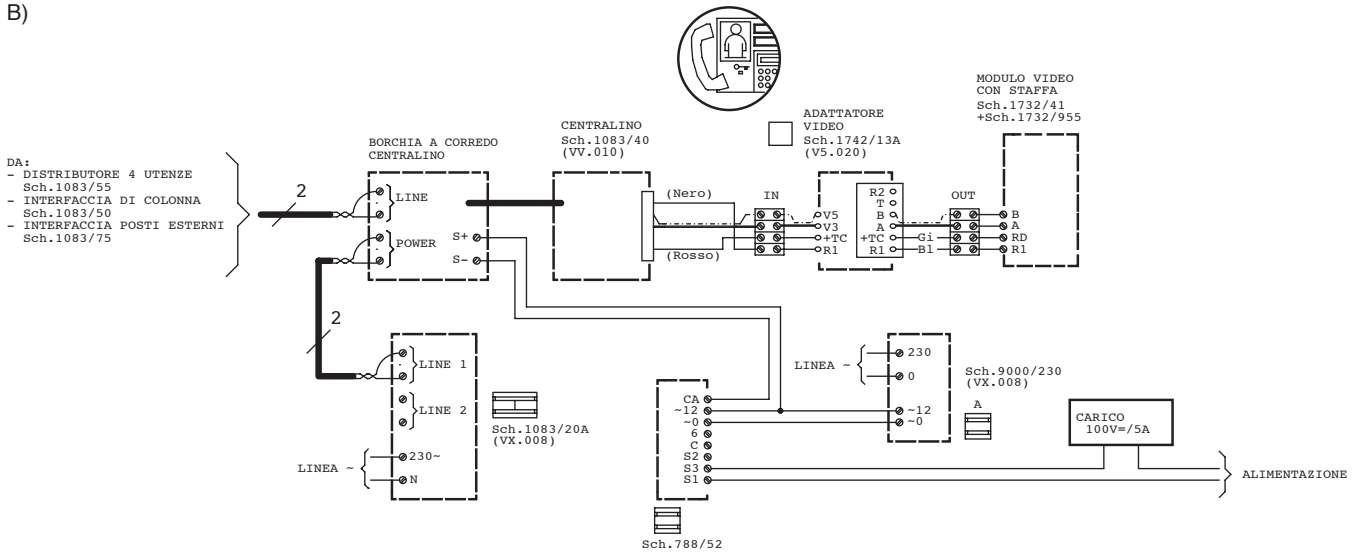 B)
MODULO VIDEO
CON STAFFA
Sch.1732/41
+Sch.1732/955
ADATTATORE
VIDEO
Sch.1742/13A
(V5.020)
CENTRALINO
Sch.1083/40
(VV.010)
BORCHIA A CORREDO
CENTRALINO
DA:
- DISTRIBUTORE 4 UTENZE
Sch.1083/55
- INTERFACCIA DI COLONNA
Sch.1083/50
- INTERFACCIA POSTI ESTERNI
Sch.1083/75
2
LINE
POWER
S+
S-
(Nero)
(Rosso)
IN
V5
V3
+TC
R1
R2
T
B
A
+TC
R1
Gi
Bl
OUT
B
A
RD
R1
2
LINE 1
LINE 2
230~
N
LINEA ~
Sch.1083/20A
(VX.008)
CA
~12
~0
6
C
S2
S3
S1
Sch.788/52
LINEA ~
230
0
~12
~0
Sch.9000/230
(VX.008)
A
CARICO
100V=/5A
ALIMENTAZIONE